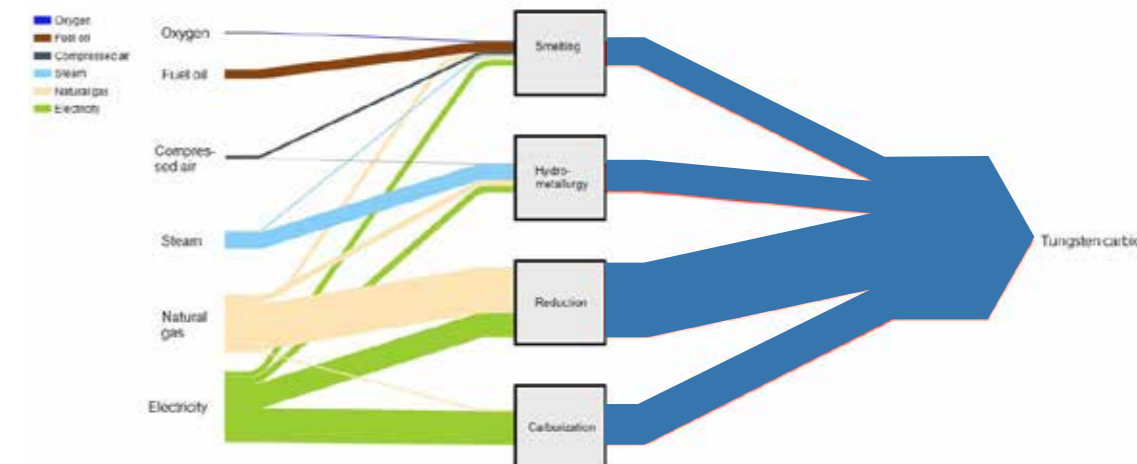 Oxygen
Fuel oil
Compressed air
Steam
Natural gas
Electricity
Oxygen
Fuel oil
Compres-
sed air
Steam
Natural
gas
Electricity
Smelting
Hydro-
metallurgy
Reduction
Carburization
Tungsten carbid